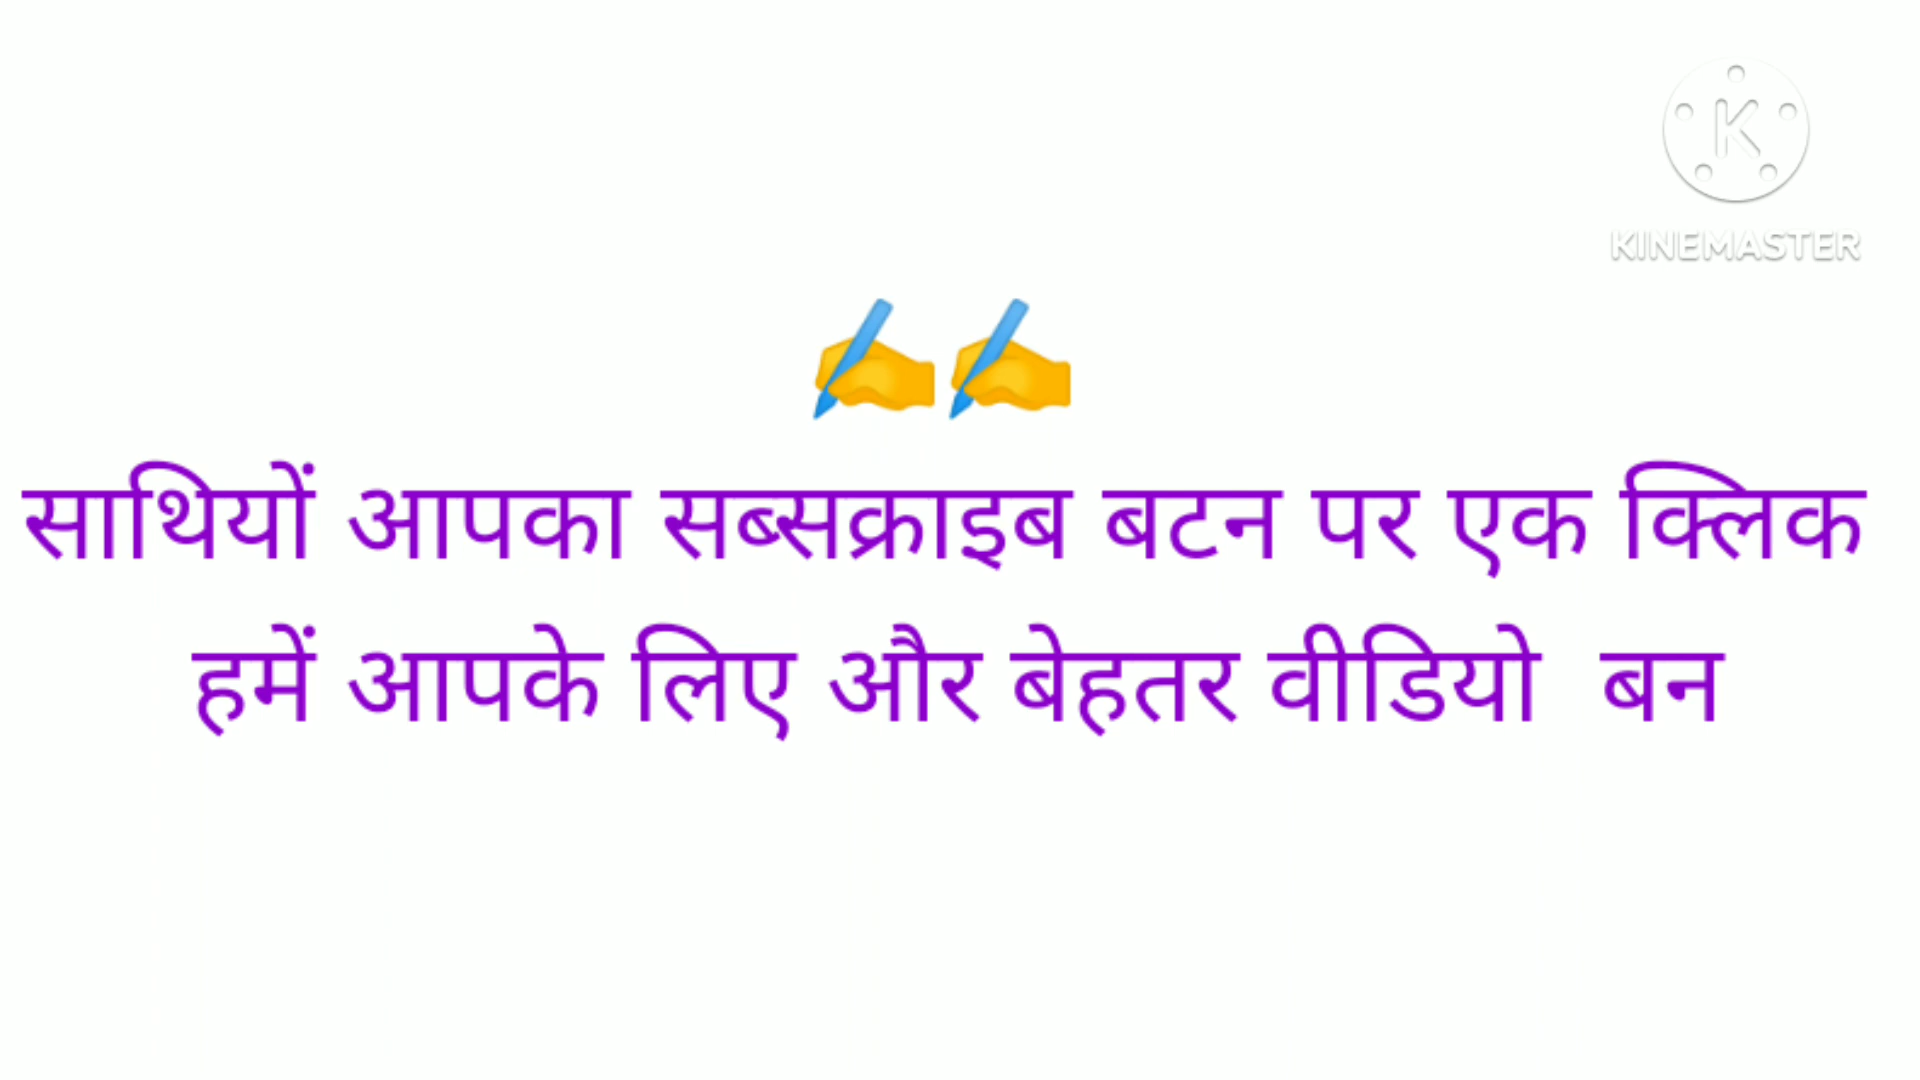 KINEMASTER
✍✍
साथियों आपका सब्सक्राइब बटन पर एक क्लिक
हमें आपके लिए और बेहतर वीडियो  बन